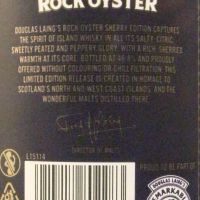 ROCK OYSTER
DOUGLAS LAING'S ROCK OYSTER SHERRY EDITION CAPTURES
THE SPIRIT OF ISLAND WHISKY IN ALL ITS SALTY, CITRIC,
SWEETLY PEATED AND PEPPERY GLORY, WITH A RICH, SHERRIED
WARMTH AT ITS CORE. BOTTLED AT 46.8% AND PROUDLY
OFFERED WITHOUT COLOURING OR CHILL-FILTRATION, THIS
LIMITED EDITION RELEASE IS CREATED IN HOMAGE TO
SCOTLAND'S NORTH AND WEST COAST ISLANDS, AND THE
WONDERFUL MALTS DISTILLED THERE.
DIRECTOR OF MALTS
PROUD TO BE PART OF
DOUGLAS LAING'S
REMARKABLE